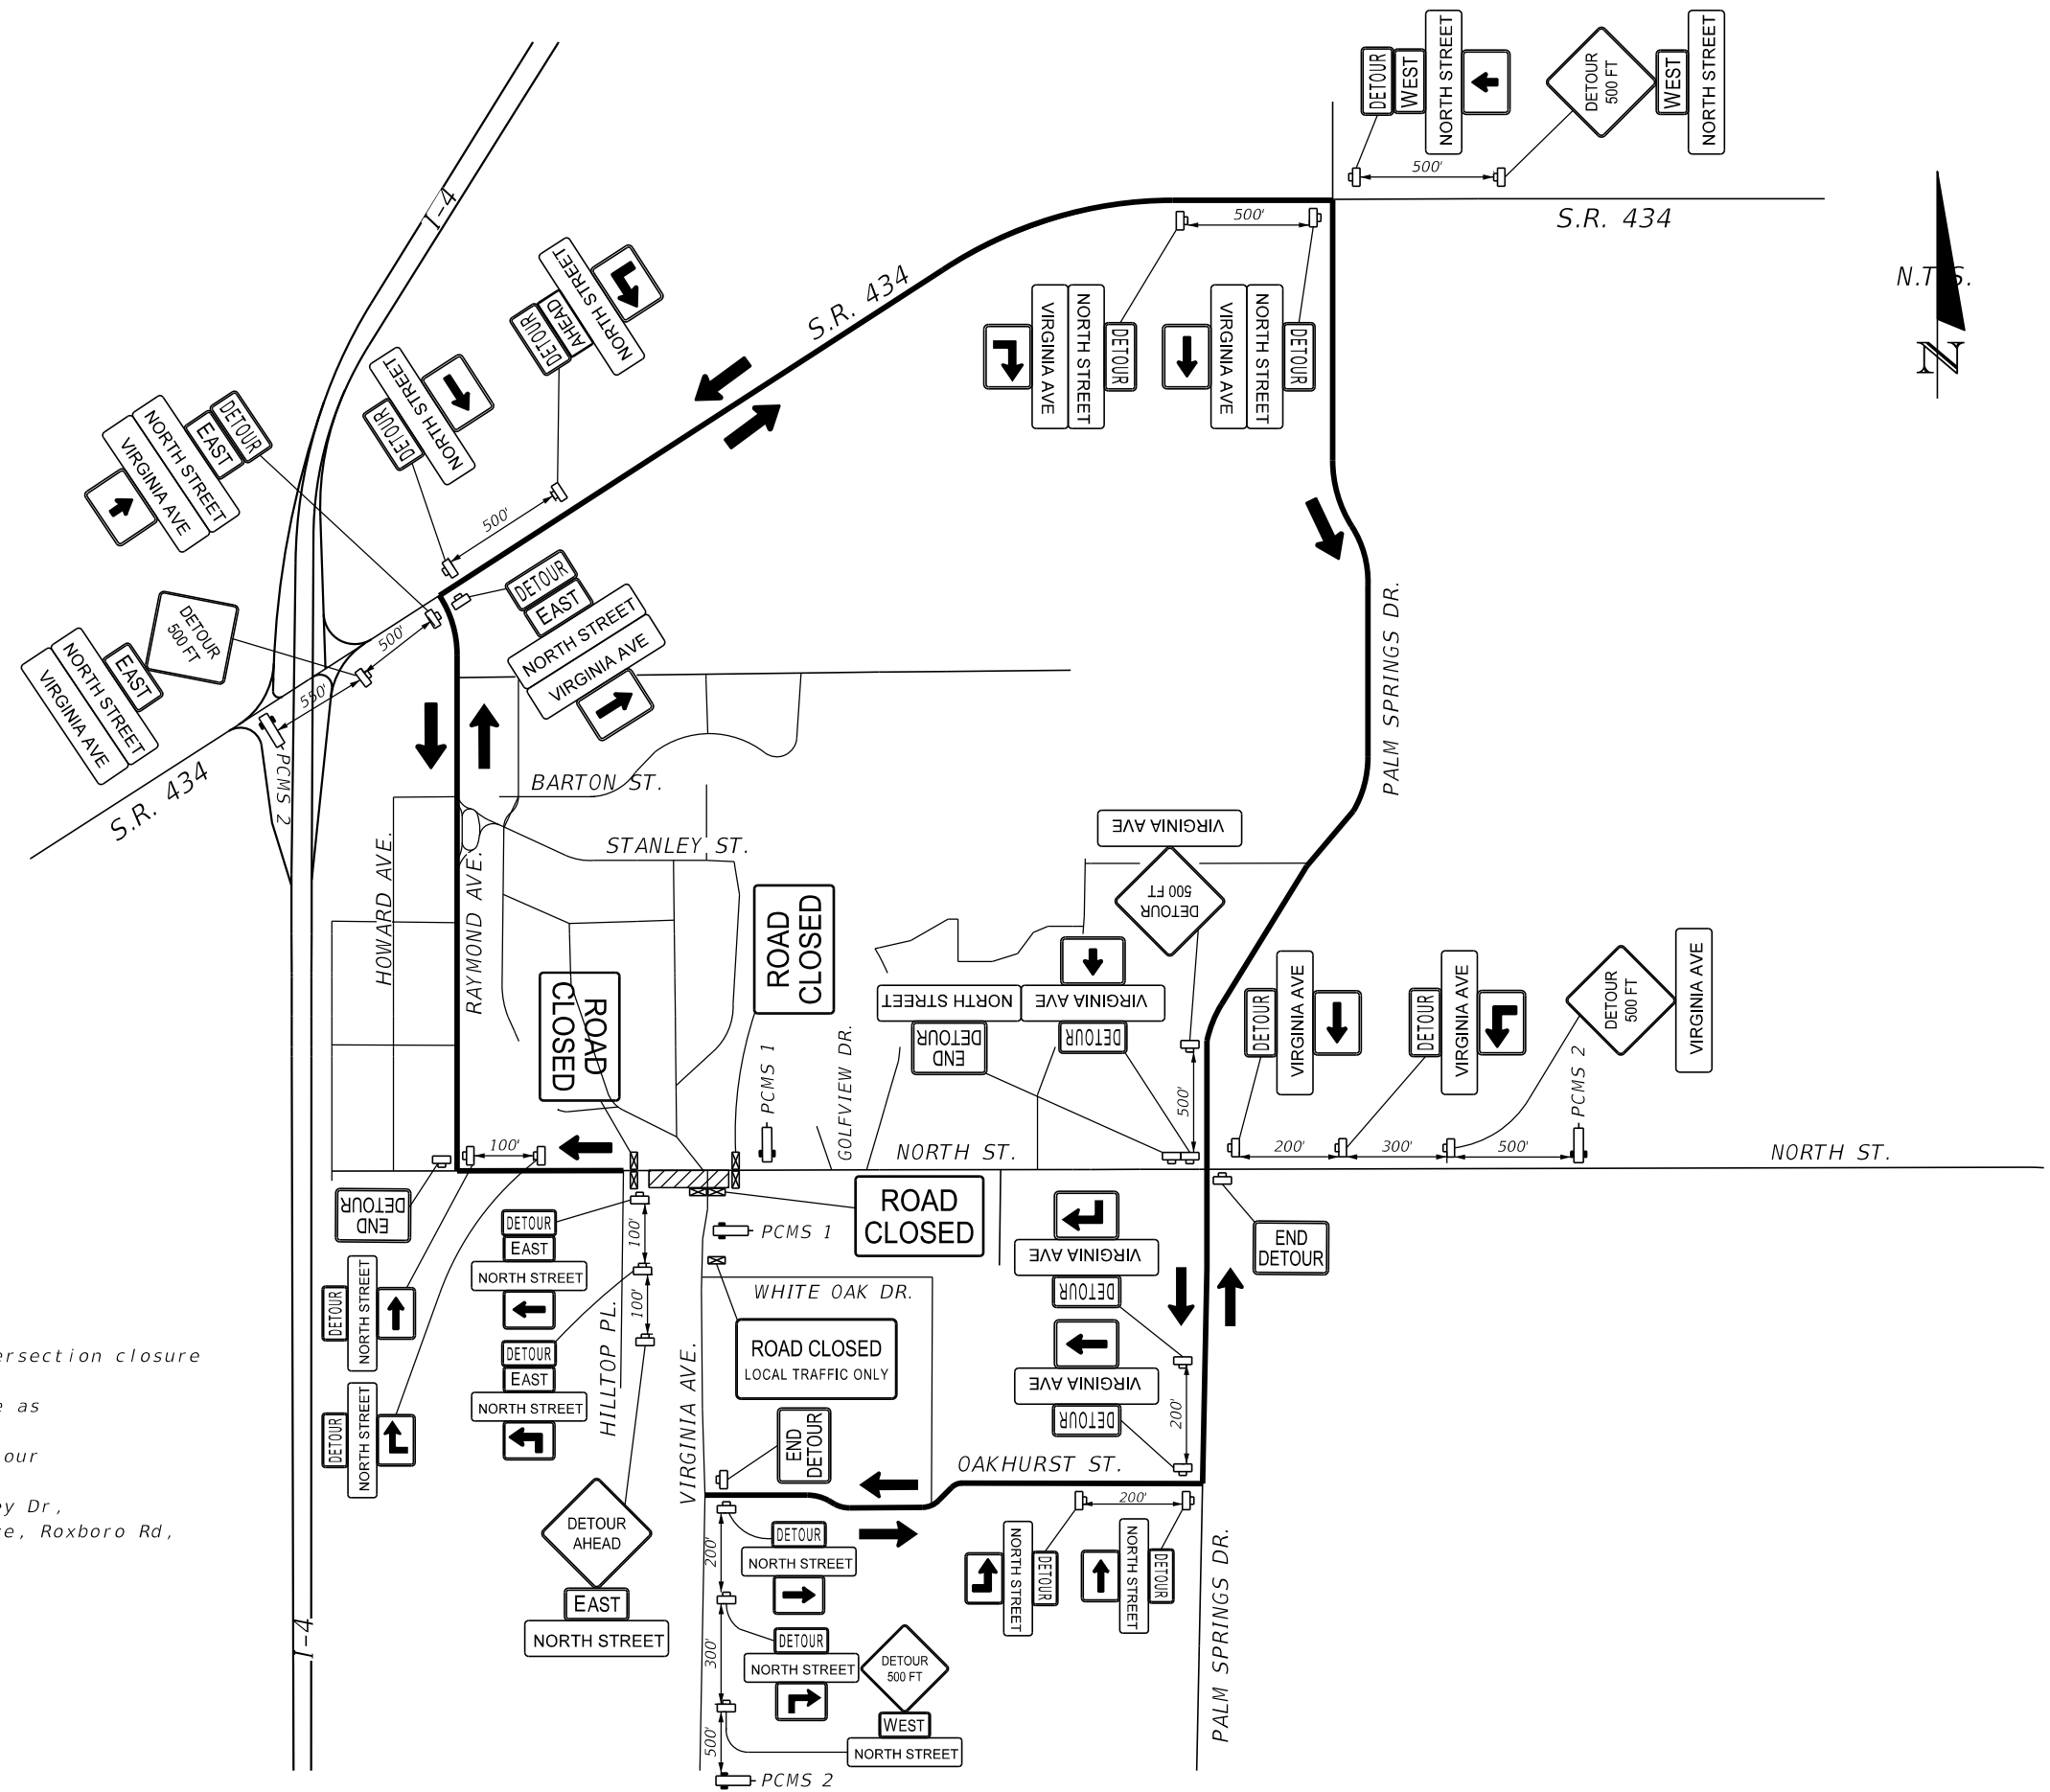 DETOUR
WEST
NORTH STREET
DETOUR
500 FT
WEST
NORTH STREET
500'
S.R. 434
N.T.S.
N
I-4
DETOUR
AHEAD
NORTH STREET
DETOUR
NORTH STREET
500'
S.R. 434
500'
VIRGINIA AVE
NORTH STREET
DETOUR
VIRGINIA AVE
NORTH STREET
DETOUR
DETOUR
EAST
NORTH STREET
VIRGINIA AVE
DETOUR
500 FT
EAST
NORTH STREET
VIRGINIA AVE
500'
550'
PCMS 2
S.R. 434
DETOUR
EAST
NORTH STREET
VIRGINIA AVE
PALM SPRINGS DR.
BARTON ST.
STANLEY ST.
HOWARD AVE.
RAYMOND AVE.
ROAD
CLOSED
ROAD
CLOSED
PCMS 1
GOLFVIEW DR.
VIRGINIA AVE
DETOUR
500 FT
NORTH STREET
END
DETOUR
VIRGINIA AVE
DETOUR
500'
DETOUR
VIRGINIA AVE
DETOUR
VIRGINIA AVE
DETOUR
500 FT
VIRGINIA AVE
PCMS 2
200'
300'
500'
NORTH ST.
NORTH ST.
100'
END
DETOUR
DETOUR
NORTH STREET
DETOUR
NORTH STREET
DETOUR
EAST
NORTH STREET
DETOUR
EAST
NORTH STREET
100'
100'
HILLTOP PL.
DETOUR
AHEAD
EAST
NORTH STREET
ROAD
CLOSED
PCMS 1
WHITE OAK DR.
ROAD CLOSED
LOCAL TRAFFIC ONLY
VIRGINIA AVE.
END
DETOUR
VIRGINIA AVE
DETOUR
VIRGINIA AVE
DETOUR
200'
END
DETOUR
OAKHURST ST.
200'
NORTH STREET
DETOUR
NORTH STREET
DETOUR
PALM SPRINGS DR.
200'
DETOUR
NORTH STREET
300'
DETOUR
NORTH STREET
DETOUR
500 FT
WEST
NORTH STREET
500'
PCMS 2
I-4
closure
as
our
Dr,
Roxboro Rd,